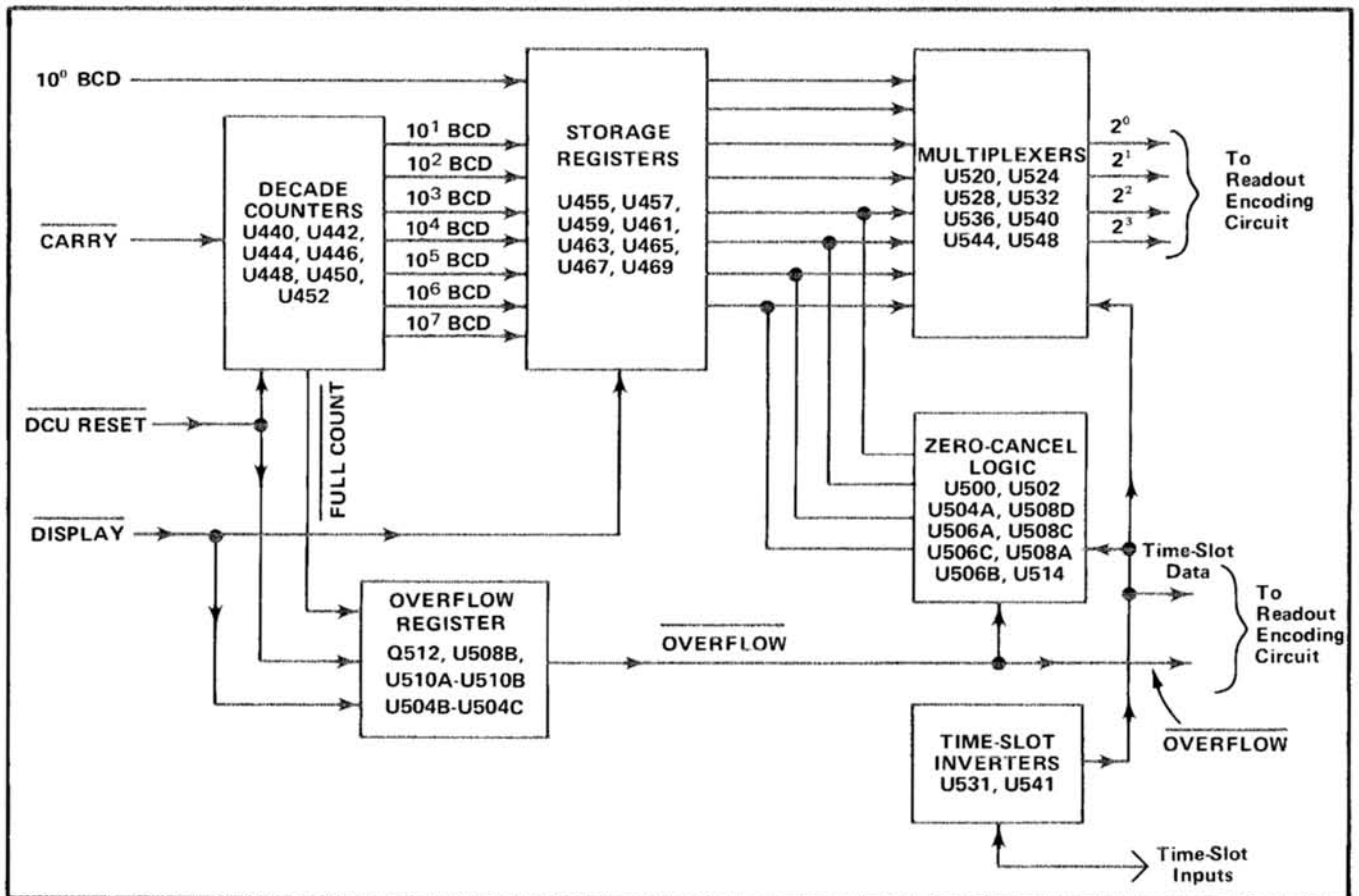 10⁰ BCD
CARRY
DCU RESET
DISPLAY
DECADE
COUNTERS
U440, U442,
U444, U446,
U448, U450,
U452
10¹ BCD
10² BCD
10³ BCD
10⁴ BCD
10⁵ BCD
10⁶ BCD
10⁷ BCD
FULL COUNT
STORAGE
REGISTERS
U455, U457,
U459, U461,
U463, U465,
U467, U469
MULTIPLEXERS
U520, U524
U528, U532
U536, U540
U544, U548
2⁰
2¹
2²
2³
To
Readout
Encoding
Circuit
ZERO-CANCEL
LOGIC
U500, U502
U504A, U508D
U506A, U508C
U506C, U508A
U506B, U514
OVERFLOW
REGISTER
Q512, U508B,
U510A-U510B
U504B-U504C
OVERFLOW
Time-Slot
Data
To
Readout
Encoding
Circuit
OVERFLOW
TIME-SLOT
INVERTERS
U531, U541
Time-Slot
Inputs